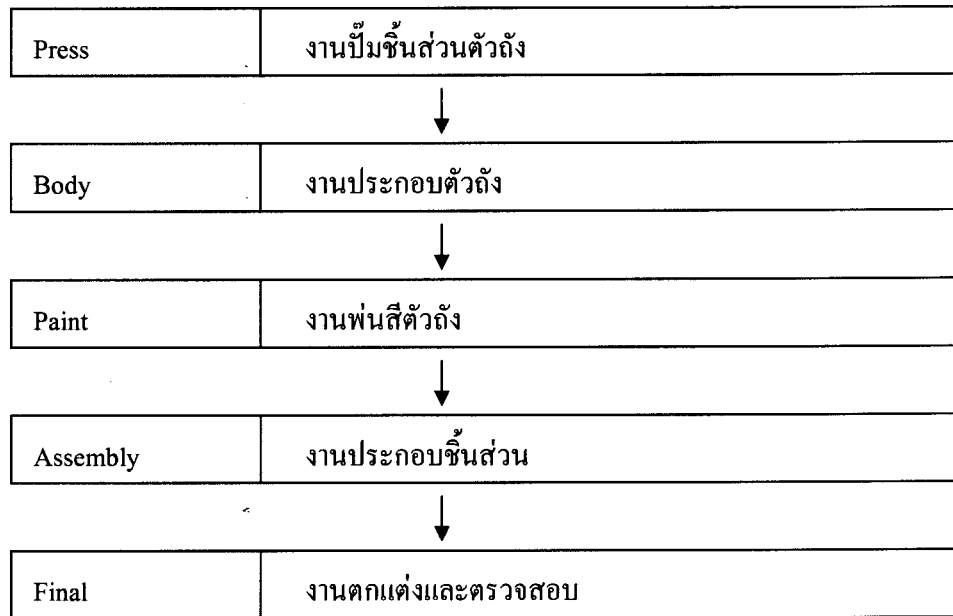 Press งานปั๊มชิ้นส่วนตัวถัง
Body งานประกอบตัวถัง
Paint งานพ่นสีตัวถัง
Assembly งานประกอบชิ้นส่วน
Final งานตกแต่งและตรวจสอบ